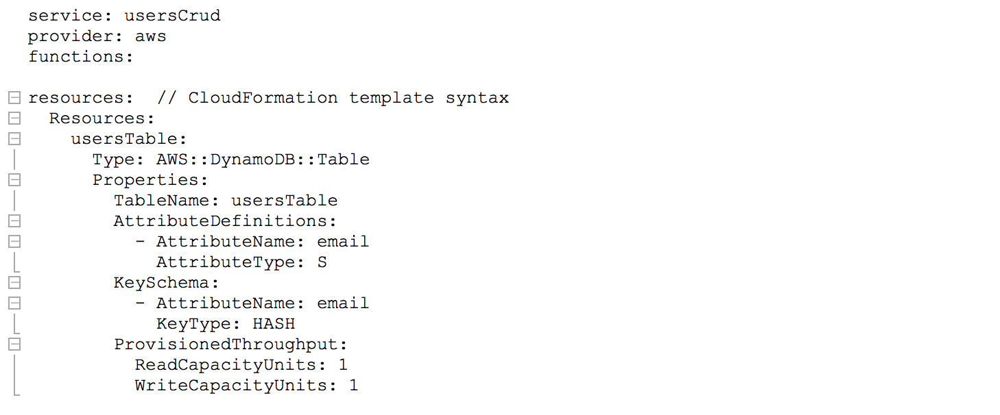 service: usersCrud
provider: aws
functions:

resources:  // CloudFormation template syntax
  Resources:
    usersTable:
      Type: AWS::DynamoDB::Table
      Properties:
        TableName: usersTable
        AttributeDefinitions:
          - AttributeName: email
            AttributeType: S
        KeySchema:
          - AttributeName: email
            KeyType: HASH
        ProvisionedThroughput:
          ReadCapacityUnits: 1
          WriteCapacityUnits: 1